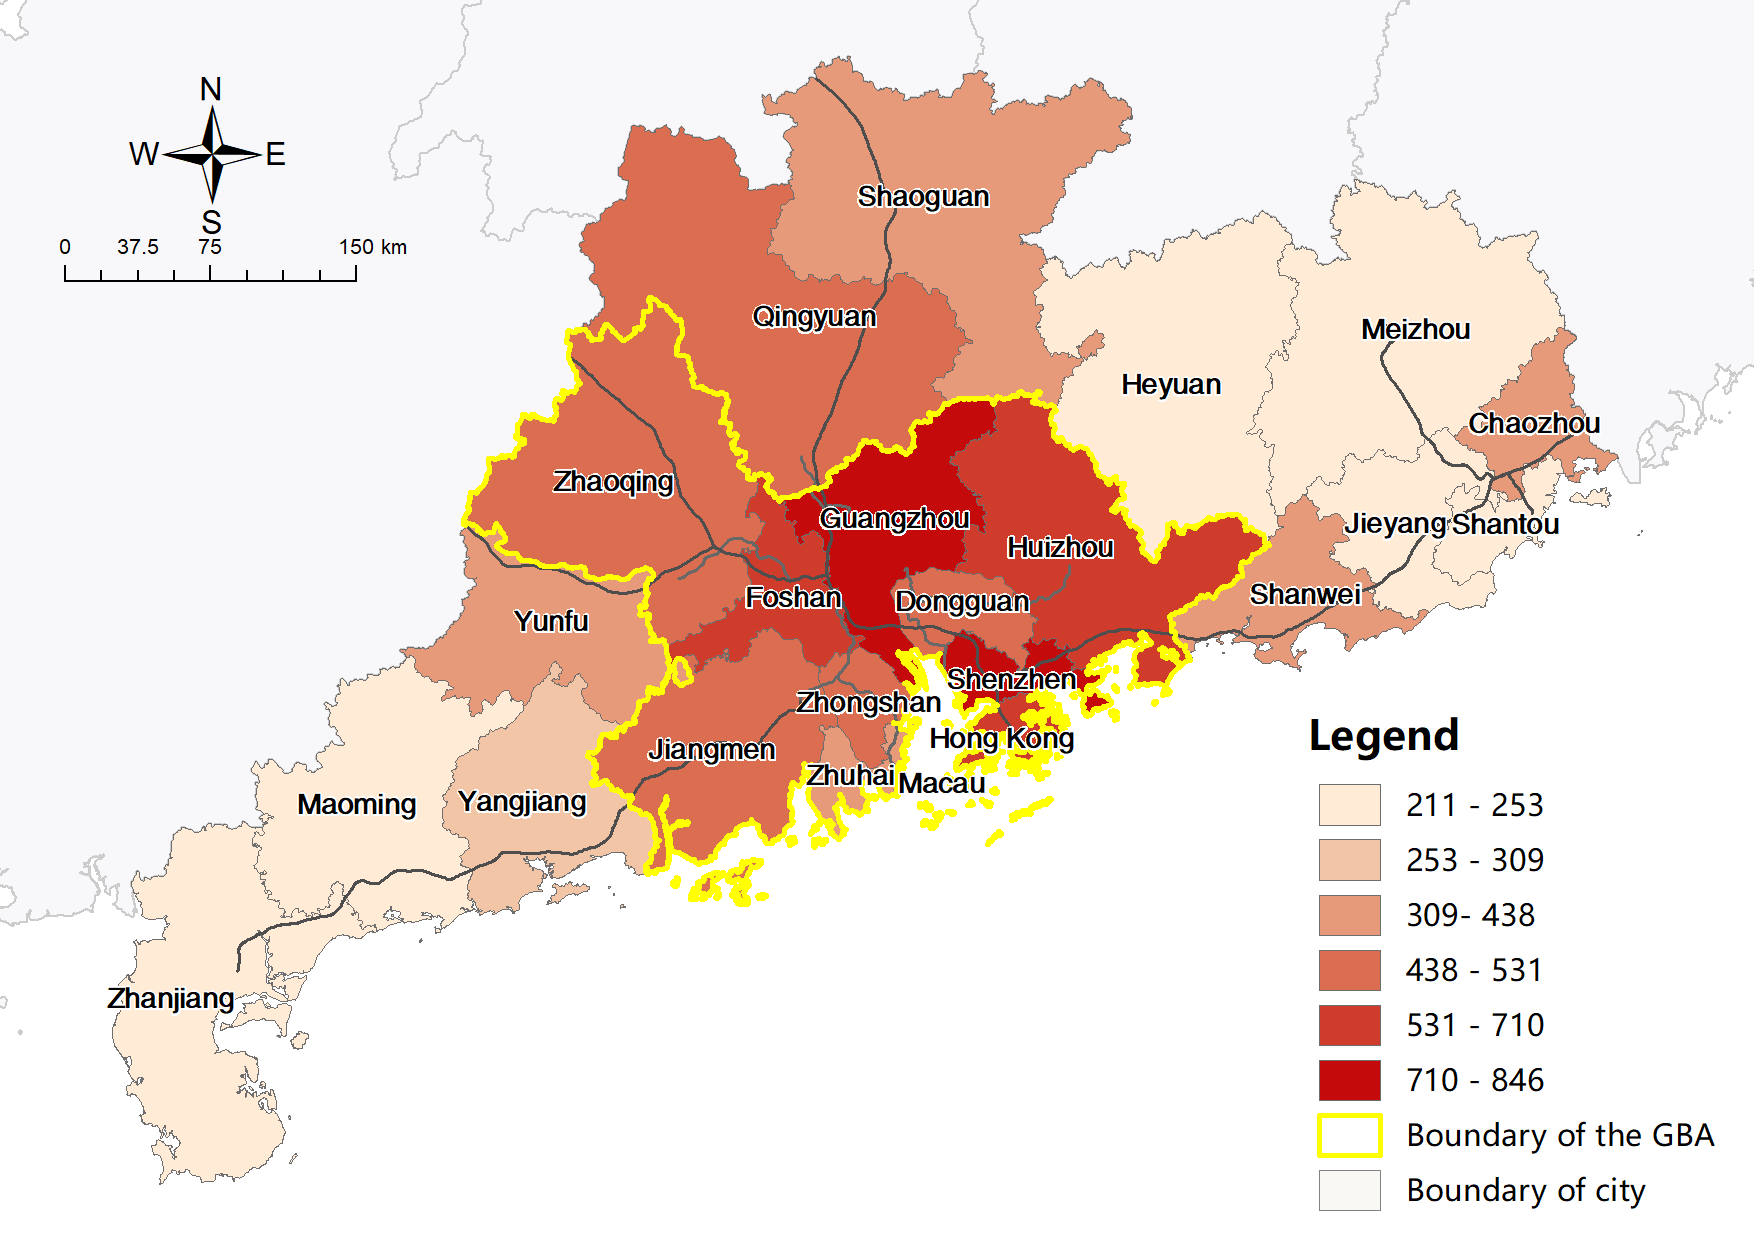 N
W E
S
0 37.5 75 150 km
Shaoguan
Qingyuan
Meizhou
Heyuan
Chaozhou
Zhaoqing
Guangzhou
Jieyang Shantou
Huizhou
Foshan
Dongguan
Shanwei
Yunfu
Shenzhen
Zhongshan
Jiangmen
Hong Kong
Zhuhai
Macau
Maoming
Yangjiang
Zhanjiang
Legend
211 - 253
253 - 309
309- 438
438 - 531
531 - 710
710 - 846
Boundary of the GBA
Boundary of city